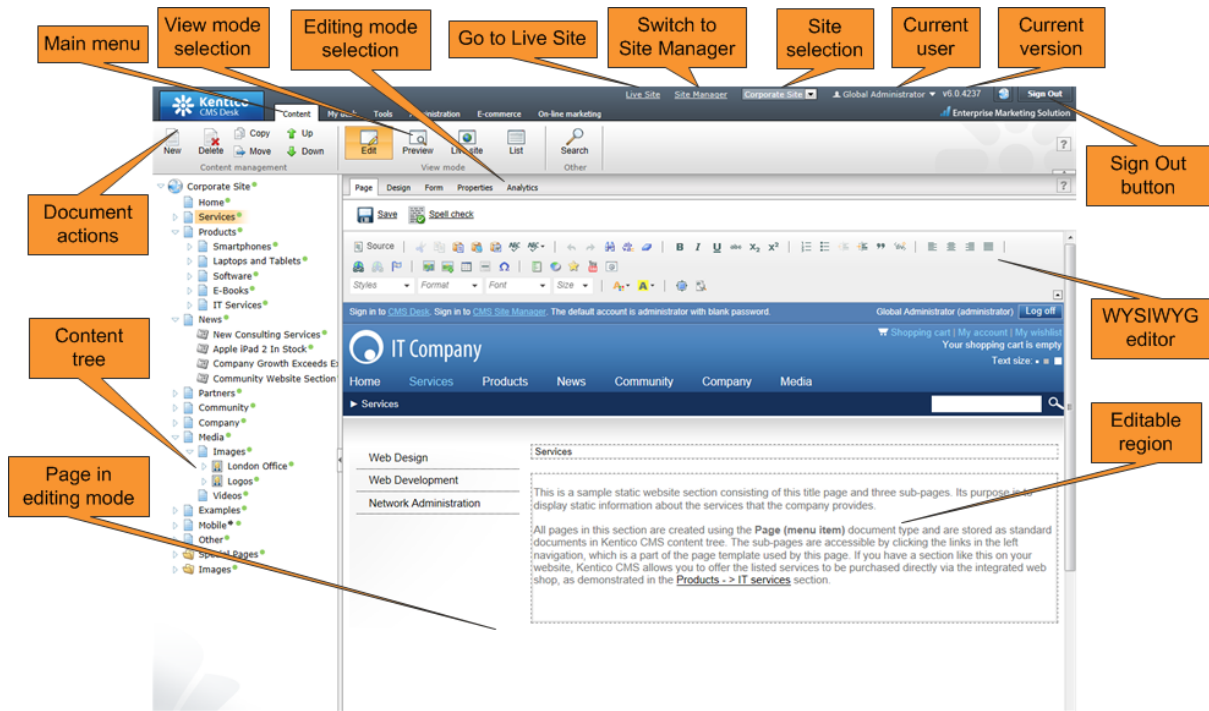 Main menu
View mode
selection
Editing mode
selection
Go to Live Site
Switch to
Site Manager
Site
selection
Current
user
Current
version
Live Site Site Manager Corporate Site Global Administrator v6.0.4237 Sign Out
Kentico
CMS Desk
Content My desk Tools Administration E-commerce On-line marketing
Enterprise Marketing Solution
New Delete Copy Move Up Down
Content management
Edit Preview Live site List
View mode
Search
Other
?
Sign Out
button
Document
actions
Content
tree
Page in
editing mode
WYSIWYG
editor
Editable
region
Corporate Site
Home
Services
Products
Smartphones
Laptops and Tablets
Software
E-Books
IT Services
News
New Consulting Services
Apple iPad 2 In Stock
Company Growth Exceeds Ex
Community Website Section
Partners
Community
Company
Media
Images
London Office
Logos
Videos
Examples
Mobile
Other
Special Pages
Images
Page Design Form Properties Analytics
?
Save Spell check
Source B I U abc X₂ X²
Styles Format Font Size
Sign in to CMS Desk. Sign in to CMS Site Manager. The default account is administrator with blank password.
Global Administrator (administrator) Log off
IT Company
Shopping cart | My account | My wishlist
Your shopping cart is empty
Text size:
Home Services Products News Community Company Media
Services
Web Design
Web Development
Network Administration
Services
This is a sample static website section consisting of this title page and three sub-pages. Its purpose is to
display static information about the services that the company provides.
All pages in this section are created using the Page (menu item) document type and are stored as standard
documents in Kentico CMS content tree. The sub-pages are accessible by clicking the links in the left
navigation, which is a part of the page template used by this page. If you have a section like this on your
website, Kentico CMS allows you to offer the listed services to be purchased directly via the integrated web
shop, as demonstrated in the Products - > IT services section.